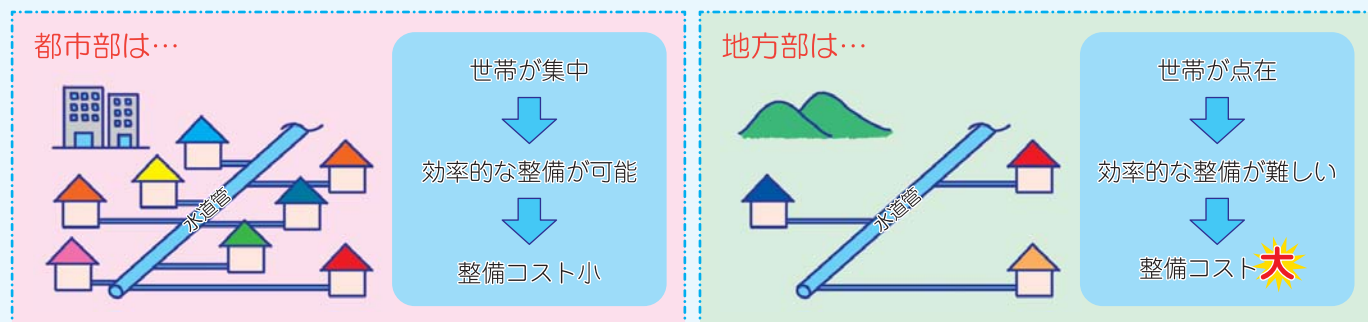 都市部は…
世帯が集中
効率的な整備が可能
整備コスト小
水道管
地方部は…
世帯が点在
効率的な整備が難しい
整備コスト大
水道管